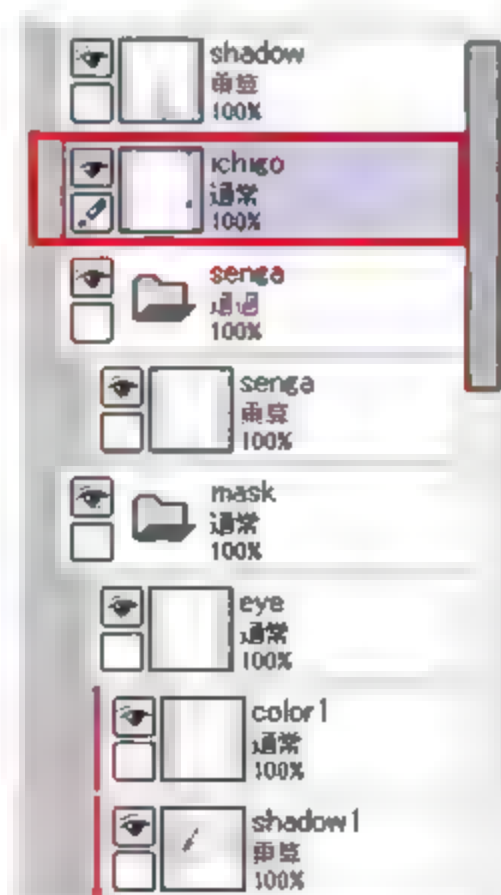 shadow
乗算
100%
ichigo
通常
100%
senga
通過
100%
senga
乗算
100%
mask
通常
100%
eye
通常
100%
color1
通常
100%
shadow1
乗算
100%